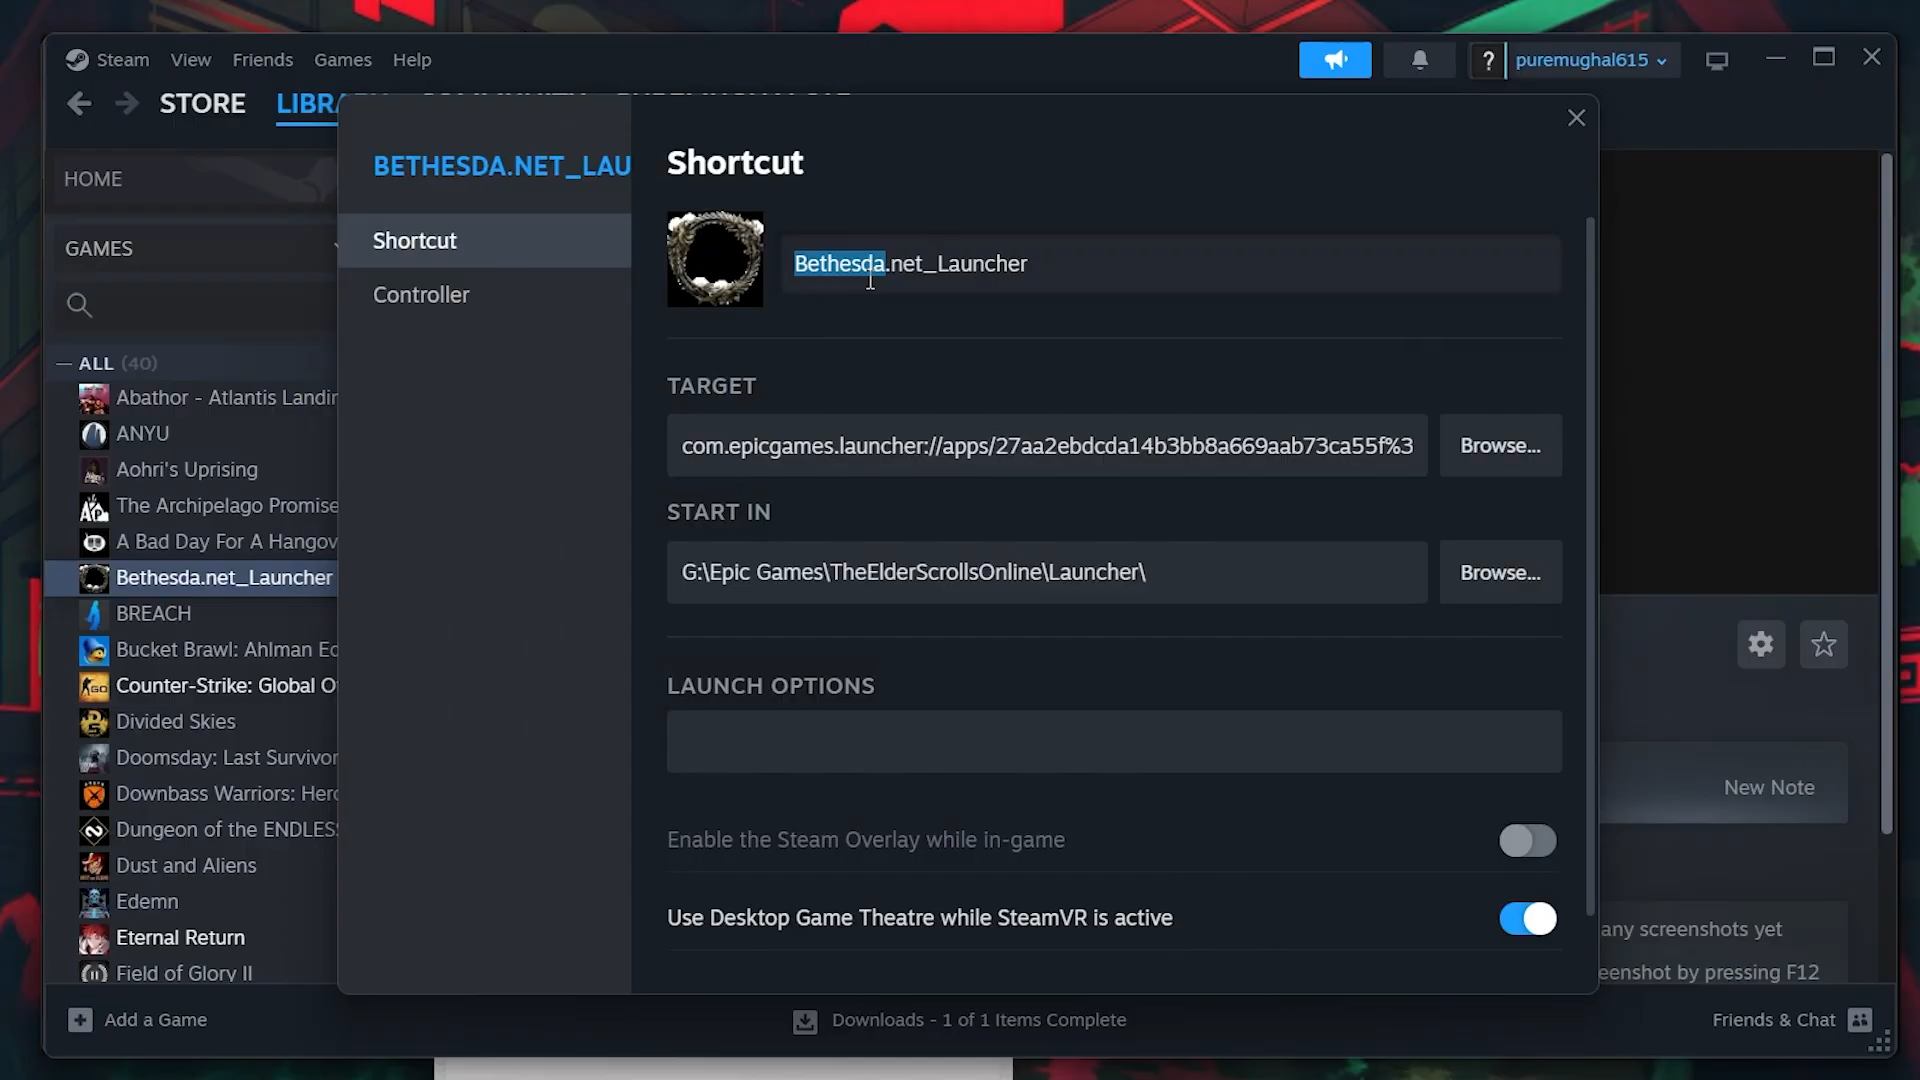 Steam View Friends Games Help
? puremughal615
STORE LIBRA
BETHESDA.NET_LAU
Shortcut
Controller
Shortcut
Bethesda.net_Launcher
TARGET
com.epicgames.launcher://apps/27aa2ebdcda14b3bb8a669aab73ca55f%3
Browse...
START IN
G:\Epic Games\TheElderScrollsOnline\Launcher\
Browse...
LAUNCH OPTIONS
Enable the Steam Overlay while in-game
Use Desktop Game Theatre while SteamVR is active
HOME
GAMES
— ALL (40)
Abathor - Atlantis Landin
ANYU
Aohri's Uprising
The Archipelago Promise
A Bad Day For A Hangov
Bethesda.net_Launcher
BREACH
Bucket Brawl: Ahlman Ed
Counter-Strike: Global O
Divided Skies
Doomsday: Last Survivor
Downbass Warriors: Hero
Dungeon of the ENDLESS
Dust and Aliens
Edemn
Eternal Return
Field of Glory II
New Note
any screenshots yet
eenshot by pressing F12
Add a Game
Downloads - 1 of 1 Items Complete
Friends & Chat